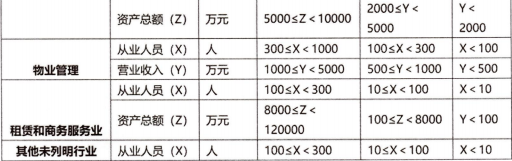 资产总额（Z） 万元 5000≤Z＜10000 2000≤Y＜5000 Y＜2000
物业管理 从业人员（X） 人 300≤X＜1000 100≤X＜300 X＜100
营业收入（Y） 万元 1000≤Y＜5000 500≤Y＜1000 Y＜500
租赁和商务服务业 从业人员（X） 人 100≤X＜300 10≤X＜100 X＜10
资产总额（Z） 万元 8000≤Z＜120000 100≤Z＜8000 Y＜100
其他未列明行业 从业人员（X） 人 100≤X＜300 10≤X＜100 X＜10